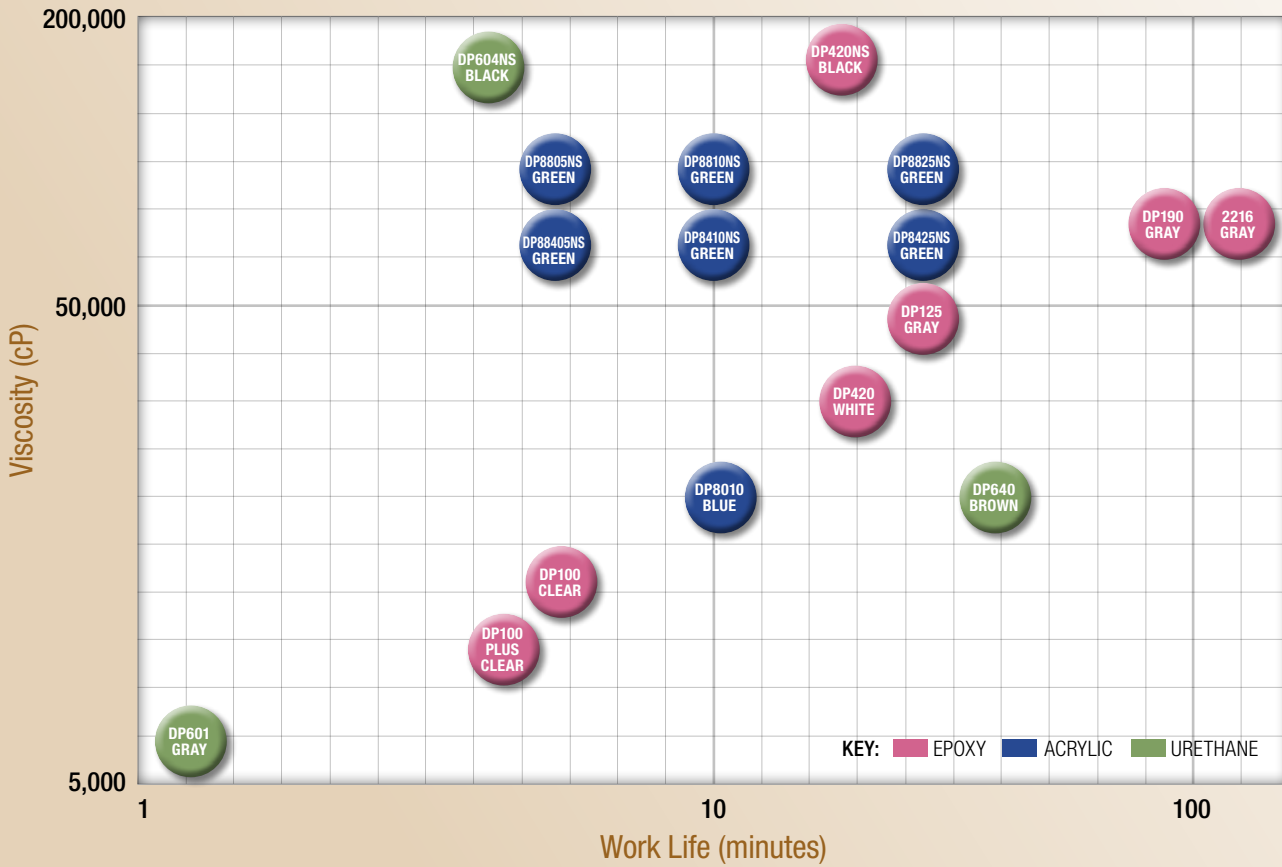 200,000
DP604NS
BLACK
DP420NS
BLACK
DP8805NS
GREEN
DP8810NS
GREEN
DP8825NS
GREEN
DP190
GRAY
2216
GRAY
DP88405NS
GREEN
DP8410NS
GREEN
DP8425NS
GREEN
50,000
DP125
GRAY
Viscosity (cP)
DP420
WHITE
DP8010
BLUE
DP640
BROWN
DP100
CLEAR
DP100
PLUS
CLEAR
DP601
GRAY
KEY: EPOXY ACRYLIC URETHANE
5,000
1 10 100
Work Life (minutes)